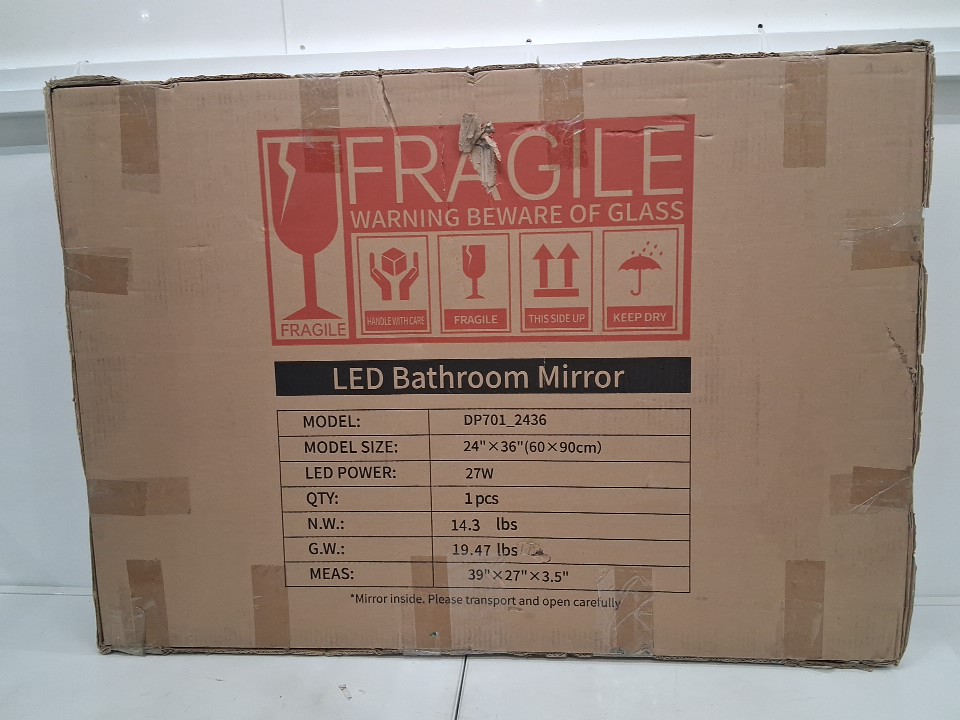 FRAGILE
WARNING BEWARE OF GLASS
FRAGILE
HANDLE WITH CARE
FRAGILE
THIS SIDE UP
KEEP DRY
LED Bathroom Mirror
MODEL: DP701_2436
MODEL SIZE: 24"×36"(60×90cm)
LED POWER: 27W
QTY: 1pcs
N.W.: 14.3 lbs
G.W.: 19.47 lbs
MEAS: 39"×27"×3.5"
*Mirror inside. Please transport and open carefully